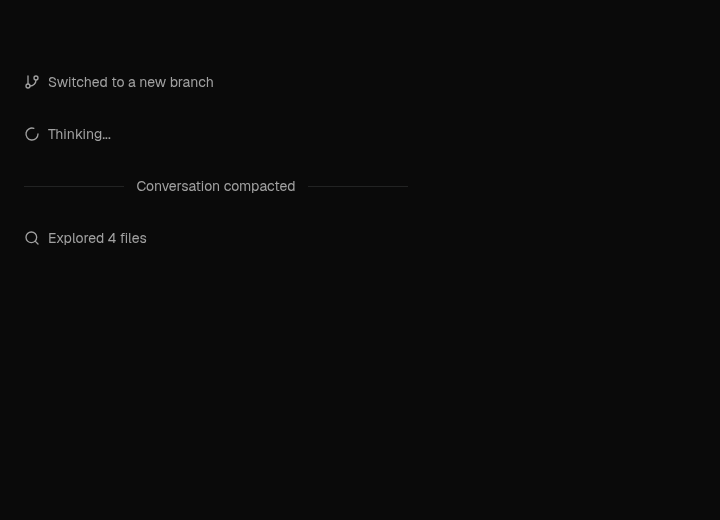 Switched to a new branch
Thinking...
Conversation compacted
Explored 4 files